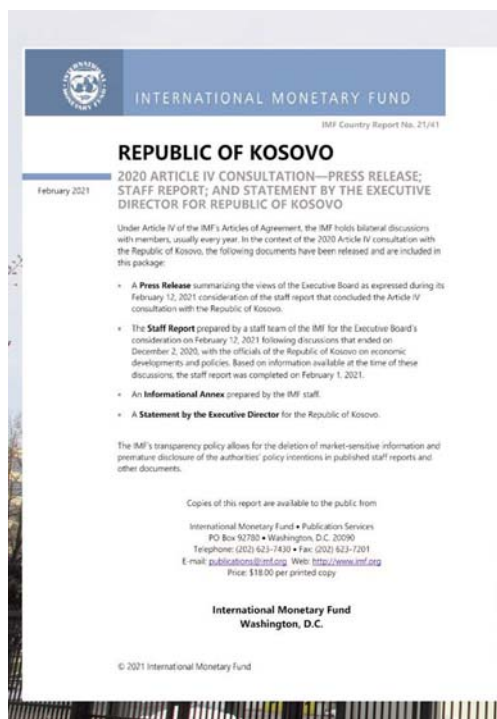 INTERNATIONAL MONETARY FUND
IMF Country Report No. 21/41
REPUBLIC OF KOSOVO
2020 ARTICLE IV CONSULTATION—PRESS RELEASE;
STAFF REPORT; AND STATEMENT BY THE EXECUTIVE
DIRECTOR FOR REPUBLIC OF KOSOVO
February 2021
Under Article IV of the IMF's Articles of Agreement, the IMF holds bilateral discussions
with members, usually every year. In the context of the 2020 Article IV consultation with
the Republic of Kosovo, the following documents have been released and are included in
this package:
• A Press Release summarizing the views of the Executive Board as expressed during its
February 12, 2021 consideration of the staff report that concluded the Article IV
consultation with the Republic of Kosovo.
• The Staff Report prepared by a staff team of the IMF for the Executive Board's
consideration on February 12, 2021 following discussions that ended on
December 2, 2020, with the officials of the Republic of Kosovo on economic
developments and policies. Based on information available at the time of these
discussions, the staff report was completed on February 1, 2021.
• An Informational Annex prepared by the IMF staff.
• A Statement by the Executive Director for the Republic of Kosovo.
The IMF's transparency policy allows for the deletion of market-sensitive information and
premature disclosure of the authorities' policy intentions in published staff reports and
other documents.
Copies of this report are available to the public from
International Monetary Fund • Publication Services
PO Box 92780 • Washington, D.C. 20090
Telephone: (202) 623-7430 • Fax: (202) 623-7201
E-mail: publications@imf.org Web: http://www.imf.org
Price: $18.00 per printed copy
International Monetary Fund
Washington, D.C.
© 2021 International Monetary Fund